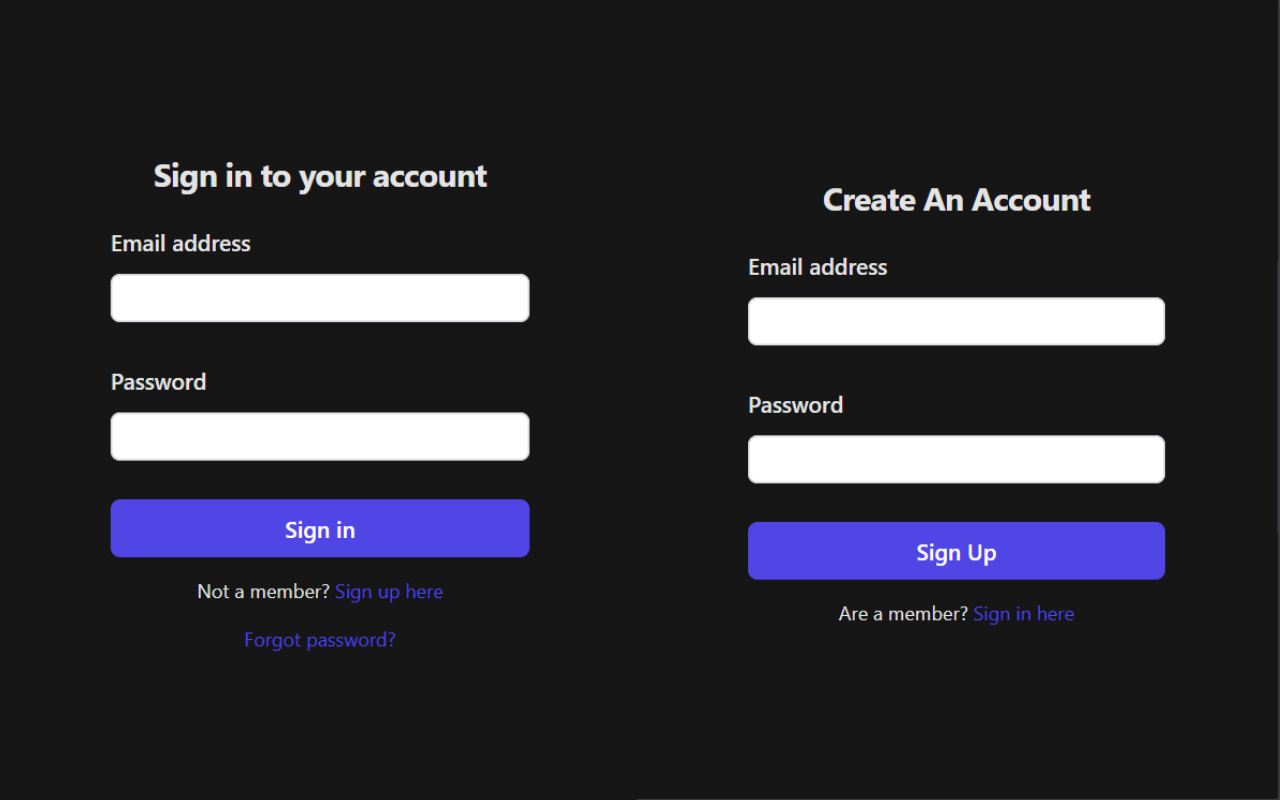 Sign in to your account
Email address
Password
Sign in
Not a member? Sign up here
Forgot password?
Create An Account
Email address
Password
Sign Up
Are a member? Sign in here